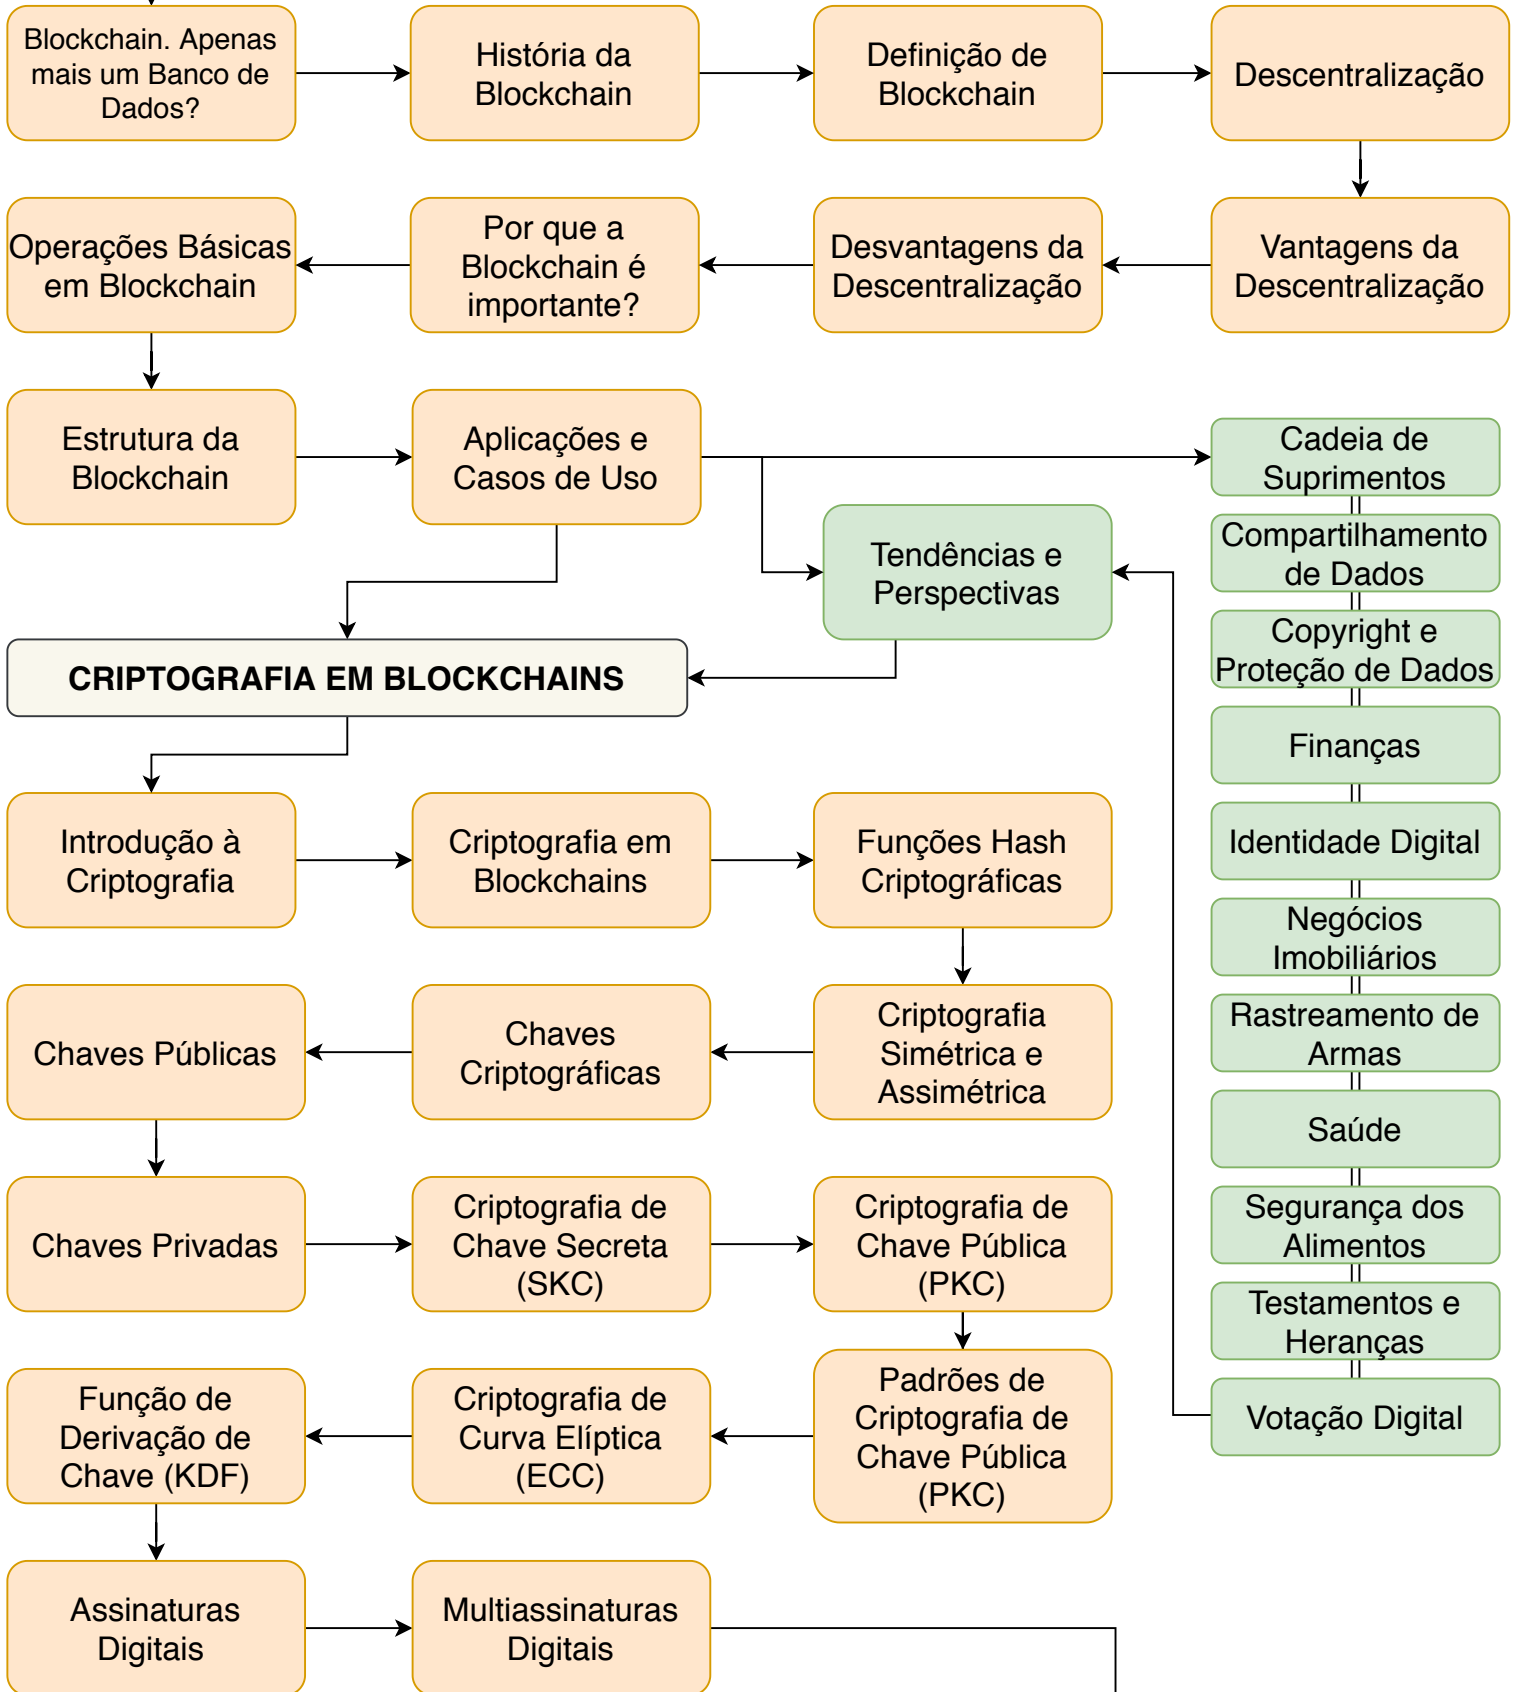 Blockchain. Apenas
mais um Banco de
Dados?
História da
Blockchain
Definição de
Blockchain
Descentralização
Operações Básicas
em Blockchain
Por que a
Blockchain é
importante?
Desvantagens da
Descentralização
Vantagens da
Descentralização
Estrutura da
Blockchain
Aplicações e
Casos de Uso
Tendências e
Perspectivas
Cadeia de
Suprimentos
Compartilhamento
de Dados
Copyright e
Proteção de Dados
Finanças
Identidade Digital
Negócios
Imobiliários
Rastreamento de
Armas
Saúde
Segurança dos
Alimentos
Testamentos e
Heranças
Votação Digital
CRIPTOGRAFIA EM BLOCKCHAINS
Introdução à
Criptografia
Criptografia em
Blockchains
Funções Hash
Criptográficas
Chaves Públicas
Chaves
Criptográficas
Criptografia
Simétrica e
Assimétrica
Chaves Privadas
Criptografia de
Chave Secreta
(SKC)
Criptografia de
Chave Pública
(PKC)
Função de
Derivação de
Chave (KDF)
Criptografia de
Curva Elíptica
(ECC)
Padrões de
Criptografia de
Chave Pública
(PKC)
Assinaturas
Digitais
Multiassinaturas
Digitais